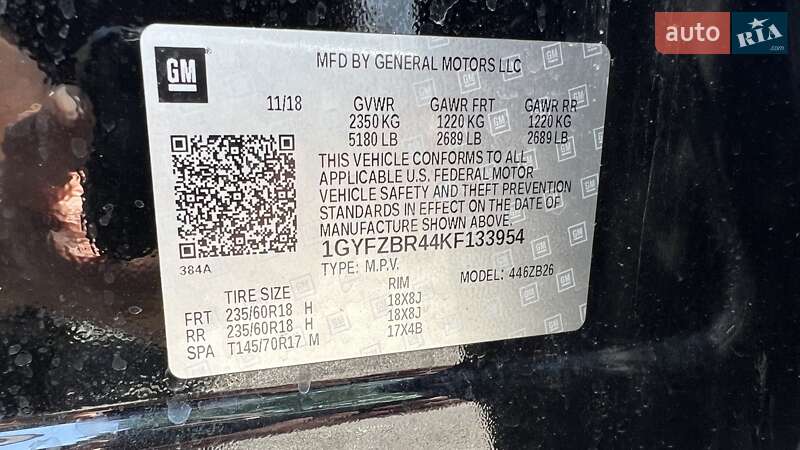 auto RIA.com
GM
MFD BY GENERAL MOTORS LLC
11/18 GVWR GAWR FRT GAWR RR
2350 KG 1220 KG 1220 KG
5180 LB 2689 LB 2689 LB
THIS VEHICLE CONFORMS TO ALL
APPLICABLE U.S. FEDERAL MOTOR
VEHICLE SAFETY AND THEFT PREVENTION
STANDARDS IN EFFECT ON THE DATE OF
MANUFACTURE SHOWN ABOVE.
1GYFZBR44KF133954
384A TYPE: M.P.V. MODEL: 446ZB26
TIRE SIZE RIM
FRT 235/60R18 H 18X8J
RR 235/60R18 H 18X8J
SPA T145/70R17 M 17X4B